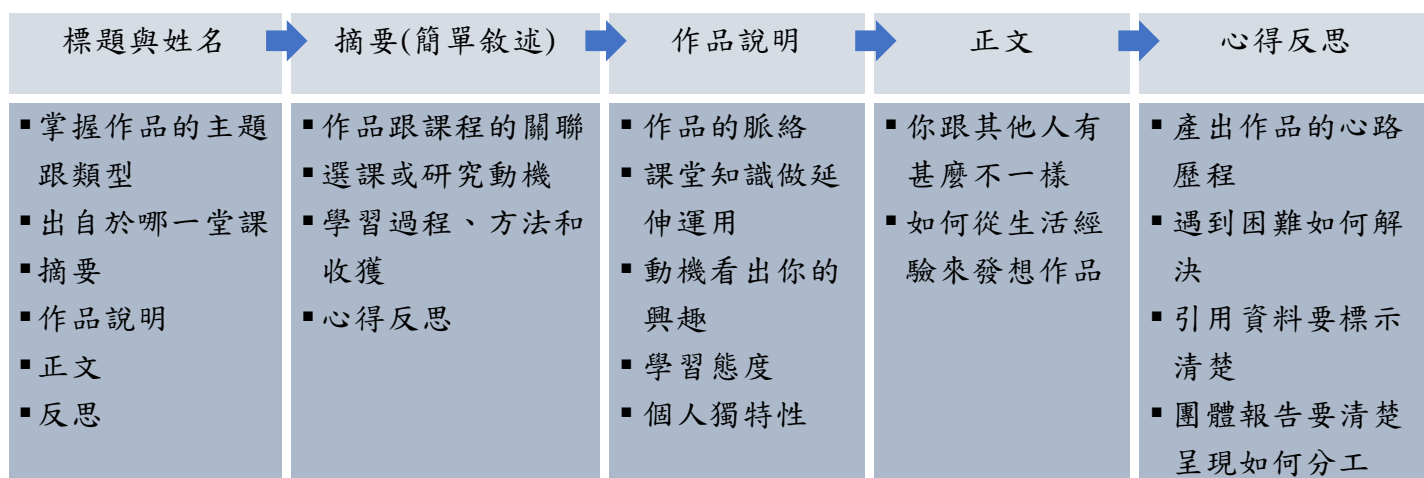 標題與姓名
摘要(簡單敘述)
作品說明
正文
心得反思
▪掌握作品的主題
跟類型
▪出自於哪一堂課
▪摘要
▪作品說明
▪正文
▪反思
▪作品跟課程的關聯
▪選課或研究動機
▪學習過程、方法和
收獲
▪心得反思
▪作品的脈絡
▪課堂知識做延
伸運用
▪動機看出你的
興趣
▪學習態度
▪個人獨特性
▪你跟其他人有
甚麼不一樣
▪如何從生活經
驗來發想作品
▪產出作品的心路
歷程
▪遇到困難如何解
決
▪引用資料要標示
清楚
▪團體報告要清楚
呈現如何分工